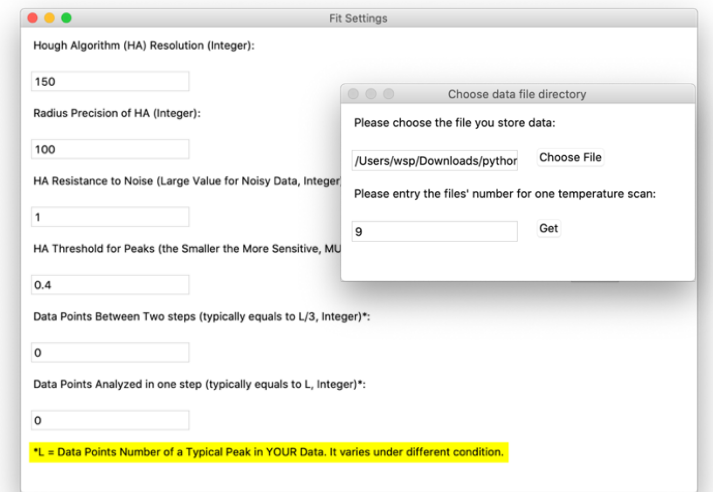 Fit Settings
Hough Algorithm (HA) Resolution (Integer):
150
Radius Precision of HA (Integer):
100
HA Resistance to Noise (Large Value for Noisy Data, Integer)
1
HA Threshold for Peaks (the Smaller the More Sensitive, MU
0.4
Data Points Between Two steps (typically equals to L/3, Integer)*:
0
Data Points Analyzed in one step (typically equals to L, Integer)*:
0
*L = Data Points Number of a Typical Peak in YOUR Data. It varies under different condition.
Choose data file directory
Please choose the file you store data:
/Users/wsp/Downloads/python
Choose File
Please entry the files' number for one temperature scan:
9
Get